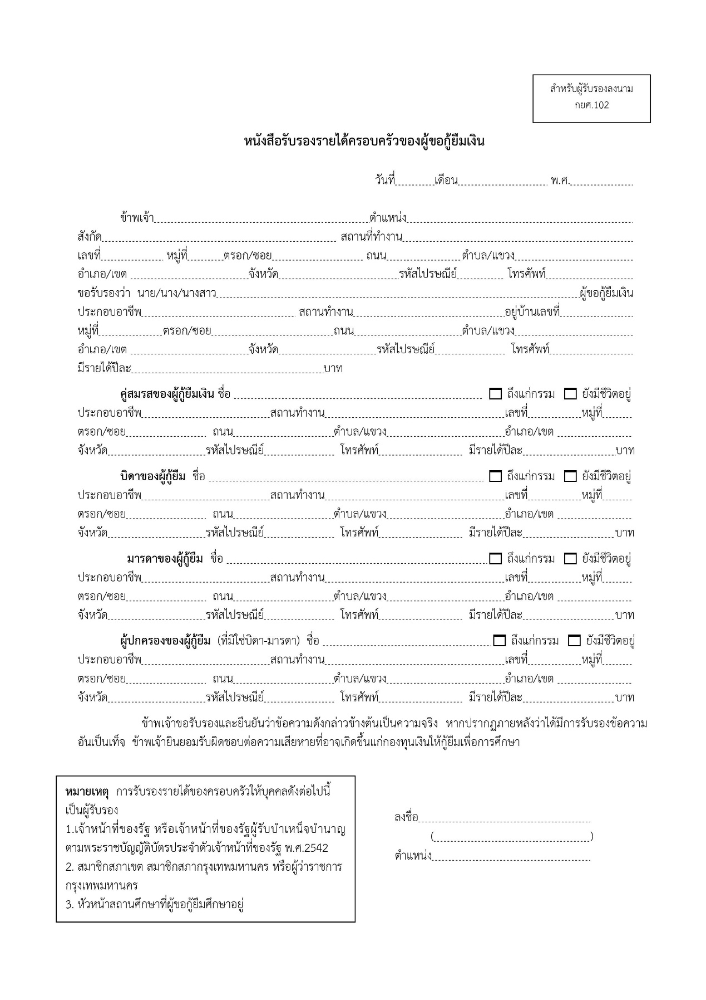 สำหรับผู้รับรองลงนาม
กยศ.102
หนังสือรับรองรายได้ครอบครัวของผู้ขอกู้ยืมเงิน
วันที่..........เดือน........................ พ.ศ.................
ข้าพเจ้า..........................................................ตำแหน่ง..............................................................
สังกัด................................................................ สถานที่ทำงาน..............................................................
เลขที่................. หมู่ที่..........ตรอก/ซอย......................... ถนน....................ตำบล/แขวง................................
อำเภอ/เขต ................................จังหวัด.................................รหัสไปรษณีย์............. โทรศัพท์........................
ขอรับรองว่า นาย/นาง/นางสาว....................................................................................................ผู้ขอกู้ยืมเงิน
ประกอบอาชีพ.......................................... สถานทำงาน.........................................อยู่บ้านเลขที่....................
หมู่ที่.................ตรอก/ซอย.................................ถนน.............................ตำบล/แขวง................................
อำเภอ/เขต ................................จังหวัด...........................รหัสไปรษณีย์................... โทรศัพท์.......................
มีรายได้ปีละ....................................................บาท
คู่สมรสของผู้กู้ยืมเงิน ชื่อ .................................................................... ☐ ถึงแก่กรรม ☐ ยังมีชีวิตอยู่
ประกอบอาชีพ...................................สถานทำงาน.................................................เลขที่...............หมู่ที่........
ตรอก/ซอย...................... ถนน...........................ตำบล/แขวง................................อำเภอ/เขต ....................
จังหวัด...........................รหัสไปรษณีย์................... โทรศัพท์....................... มีรายได้ปีละ.........................บาท
บิดาของผู้กู้ยืม ชื่อ ........................................................................... ☐ ถึงแก่กรรม ☐ ยังมีชีวิตอยู่
ประกอบอาชีพ...................................สถานทำงาน.................................................เลขที่...............หมู่ที่........
ตรอก/ซอย...................... ถนน...........................ตำบล/แขวง................................อำเภอ/เขต ....................
จังหวัด...........................รหัสไปรษณีย์................... โทรศัพท์....................... มีรายได้ปีละ.........................บาท
มารดาของผู้กู้ยืม ชื่อ .......................................................................☐ ถึงแก่กรรม ☐ ยังมีชีวิตอยู่
ประกอบอาชีพ...................................สถานทำงาน.................................................เลขที่...............หมู่ที่........
ตรอก/ซอย...................... ถนน...........................ตำบล/แขวง................................อำเภอ/เขต ....................
จังหวัด...........................รหัสไปรษณีย์................... โทรศัพท์....................... มีรายได้ปีละ.........................บาท
ผู้ปกครองของผู้กู้ยืม (ที่มิใช่บิดา-มารดา) ชื่อ ..............................................☐ ถึงแก่กรรม ☐ ยังมีชีวิตอยู่
ประกอบอาชีพ...................................สถานทำงาน.................................................เลขที่...............หมู่ที่........
ตรอก/ซอย...................... ถนน...........................ตำบล/แขวง................................อำเภอ/เขต ....................
จังหวัด...........................รหัสไปรษณีย์................... โทรศัพท์....................... มีรายได้ปีละ.........................บาท
ข้าพเจ้าขอรับรองและยืนยันว่าข้อความดังกล่าวข้างต้นเป็นความจริง หากปรากฏภายหลังว่าได้มีการรับรองข้อความ
อันเป็นเท็จ ข้าพเจ้ายินยอมรับผิดชอบต่อความเสียหายที่อาจเกิดขึ้นแก่กองทุนเงินให้กู้ยืมเพื่อการศึกษา
หมายเหตุ การรับรองรายได้ของครอบครัวให้บุคคลดังต่อไปนี้
เป็นผู้รับรอง
1.เจ้าหน้าที่ของรัฐ หรือเจ้าหน้าที่ของรัฐผู้รับบำเหน็จบำนาญ
ตามพระราชบัญญัติบัตรประจำตัวเจ้าหน้าที่ของรัฐ พ.ศ.2542
2. สมาชิกสภาเขต สมาชิกสภากรุงเทพมหานคร หรือผู้ว่าราชการ
กรุงเทพมหานคร
3. หัวหน้าสถานศึกษาที่ผู้ขอกู้ยืมศึกษาอยู่
ลงชื่อ...............................................
(...........................................)
ตำแหน่ง...........................................